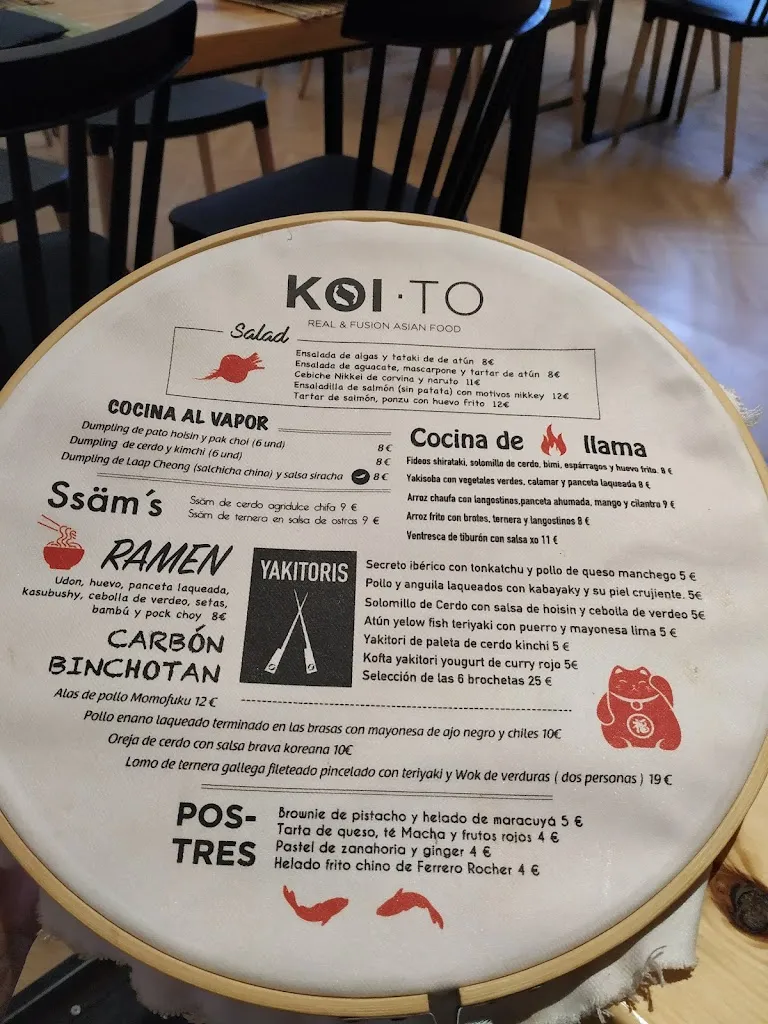 KOI·TO
REAL & FUSION ASIAN FOOD
Salad
Ensalada de algas y tataki de de atún 8€
Ensalada de aguacate, mascarpone y tartar de atún 8€
Cebiche Nikkei de corvina y naruto 11€
Ensaladilla de salmón (sin patata) con motivos nikkey 12€
Tartar de salmón, ponzu con huevo frito 12€
COCINA AL VAPOR
Dumpling de pato hoisin y pak choi (6 und) 8€
Dumpling de cerdo y kimchi (6 und) 8€
Dumpling de Laap Cheong (salchicha china) y salsa siracha 8€
Cocina de llama
Fideos shirataki, solomillo de cerdo, bimi, espárragos y huevo frito. 8 €
Yakisoba con vegetales verdes, calamar y panceta laqueada 8 €
Arroz chaufa con langostinos,panceta ahumada, mango y cilantro 9 €
Arroz frito con brotes, ternera y langostinos 8 €
Ventresca de tiburón con salsa xo 11 €
Ssäm´s
Ssäm de cerdo agridulce chifa 9 €
Ssäm de ternera en salsa de ostras 9 €
RAMEN
Udon, huevo, panceta laqueada,
kasubushy, cebolla de verdeo, setas,
bambú y pock choy 8€
YAKITORIS
Secreto ibérico con tonkatchu y pollo de queso manchego 5 €
Pollo y anguila laqueados con kabayaky y su piel crujiente. 5€
Solomillo de Cerdo con salsa de hoisin y cebolla de verdeo 5€
Atún yelow fish teriyaki con puerro y mayonesa lima 5 €
Yakitori de paleta de cerdo kinchi 5 €
Kofta yakitori yougurt de curry rojo 5€
Selección de las 6 brochetas 25 €
CARBÓN
BINCHOTAN
Alas de pollo Momofuku 12 €
Pollo enano laqueado terminado en las brasas con mayonesa de ajo negro y chiles 10€
Oreja de cerdo con salsa brava koreana 10€
Lomo de ternera gallega fileteado pincelado con teriyaki y Wok de verduras ( dos personas ) 19 €
福
POS-
TRES
Brownie de pistacho y helado de maracuyá 5 €
Tarta de queso, té Macha y frutos rojos 4 €
Pastel de zanahoria y ginger 4 €
Helado frito chino de Ferrero Rocher 4 €